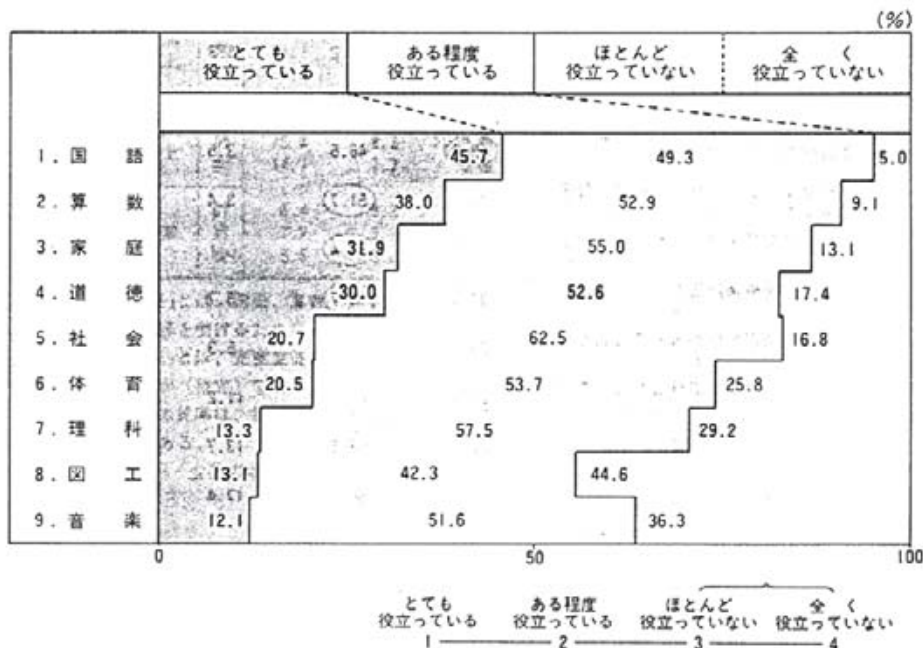 (%)
とても ある程度 ほとんど 全く
役立っている 役立っている 役立っていない 役立っていない
1. 国語 45.7 49.3 5.0
2. 算数 38.0 52.9 9.1
3. 家庭 31.9 55.0 13.1
4. 道徳 30.0 52.6 17.4
5. 社会 20.7 62.5 16.8
6. 体育 20.5 53.7 25.8
7. 理科 13.3 57.5 29.2
8. 図工 13.1 42.3 44.6
9. 音楽 12.1 51.6 36.3
0 50 100
とても ある程度 ほとんど 全く
役立っている 役立っている 役立っていない 役立っていない
1 2 3 4